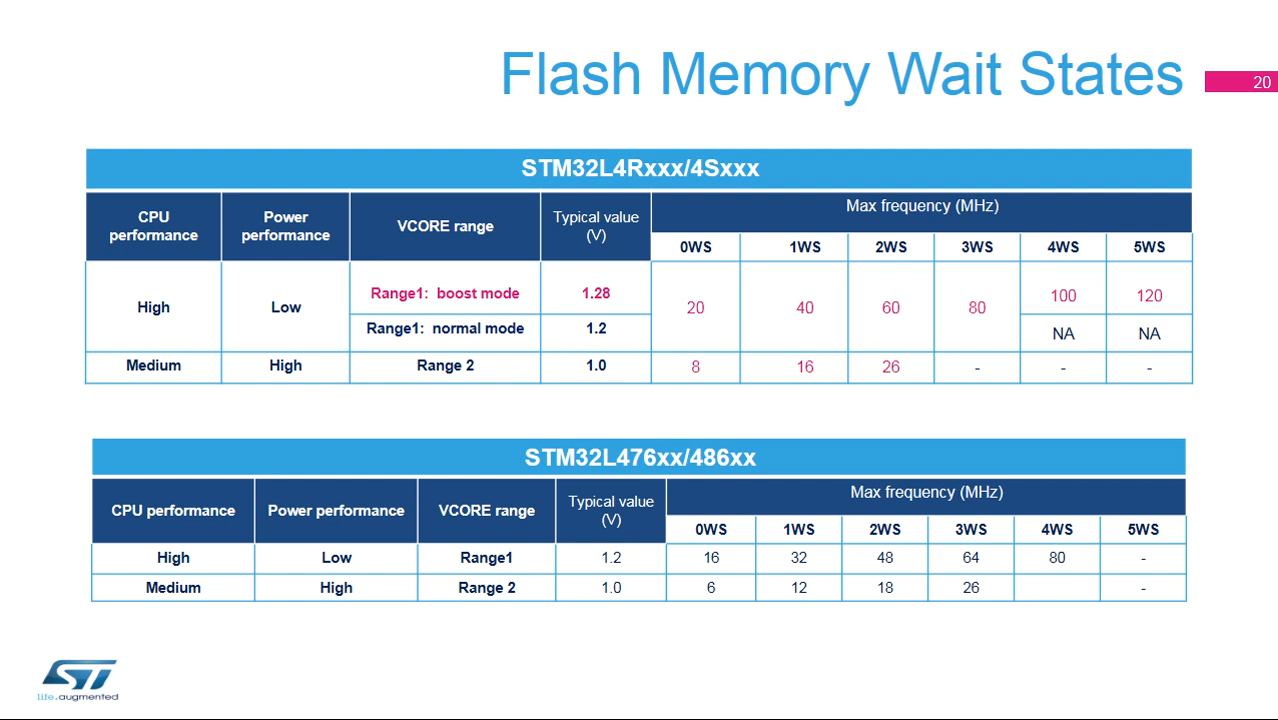 Flash Memory Wait States
20
STM32L4Rxxx/4Sxxx
CPU performance Power performance VCORE range Typical value (V) Max frequency (MHz)
0WS 1WS 2WS 3WS 4WS 5WS
High Low Range1: boost mode 1.28 20 40 60 80 100 120
Range1: normal mode 1.2 NA NA
Medium High Range 2 1.0 8 16 26 - - -
STM32L476xx/486xx
CPU performance Power performance VCORE range Typical value (V) Max frequency (MHz)
0WS 1WS 2WS 3WS 4WS 5WS
High Low Range1 1.2 16 32 48 64 80 -
Medium High Range 2 1.0 6 12 18 26 -
ST
life.augmented